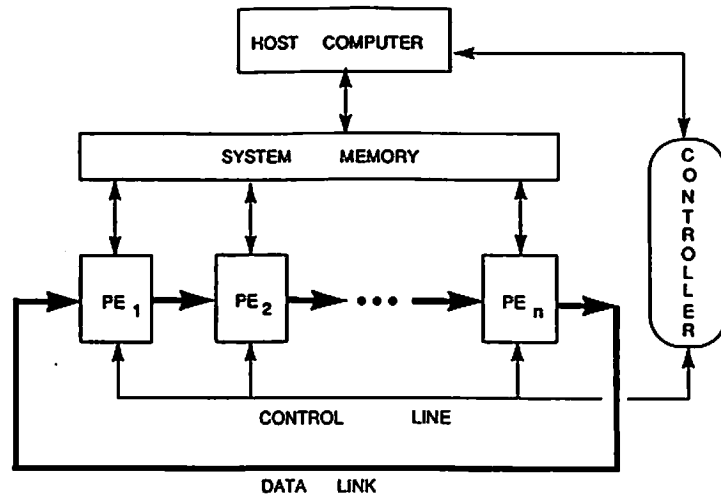 HOST COMPUTER
SYSTEM MEMORY
CONTROLLER
PE 1
PE 2
PE n
CONTROL LINE
DATA LINK